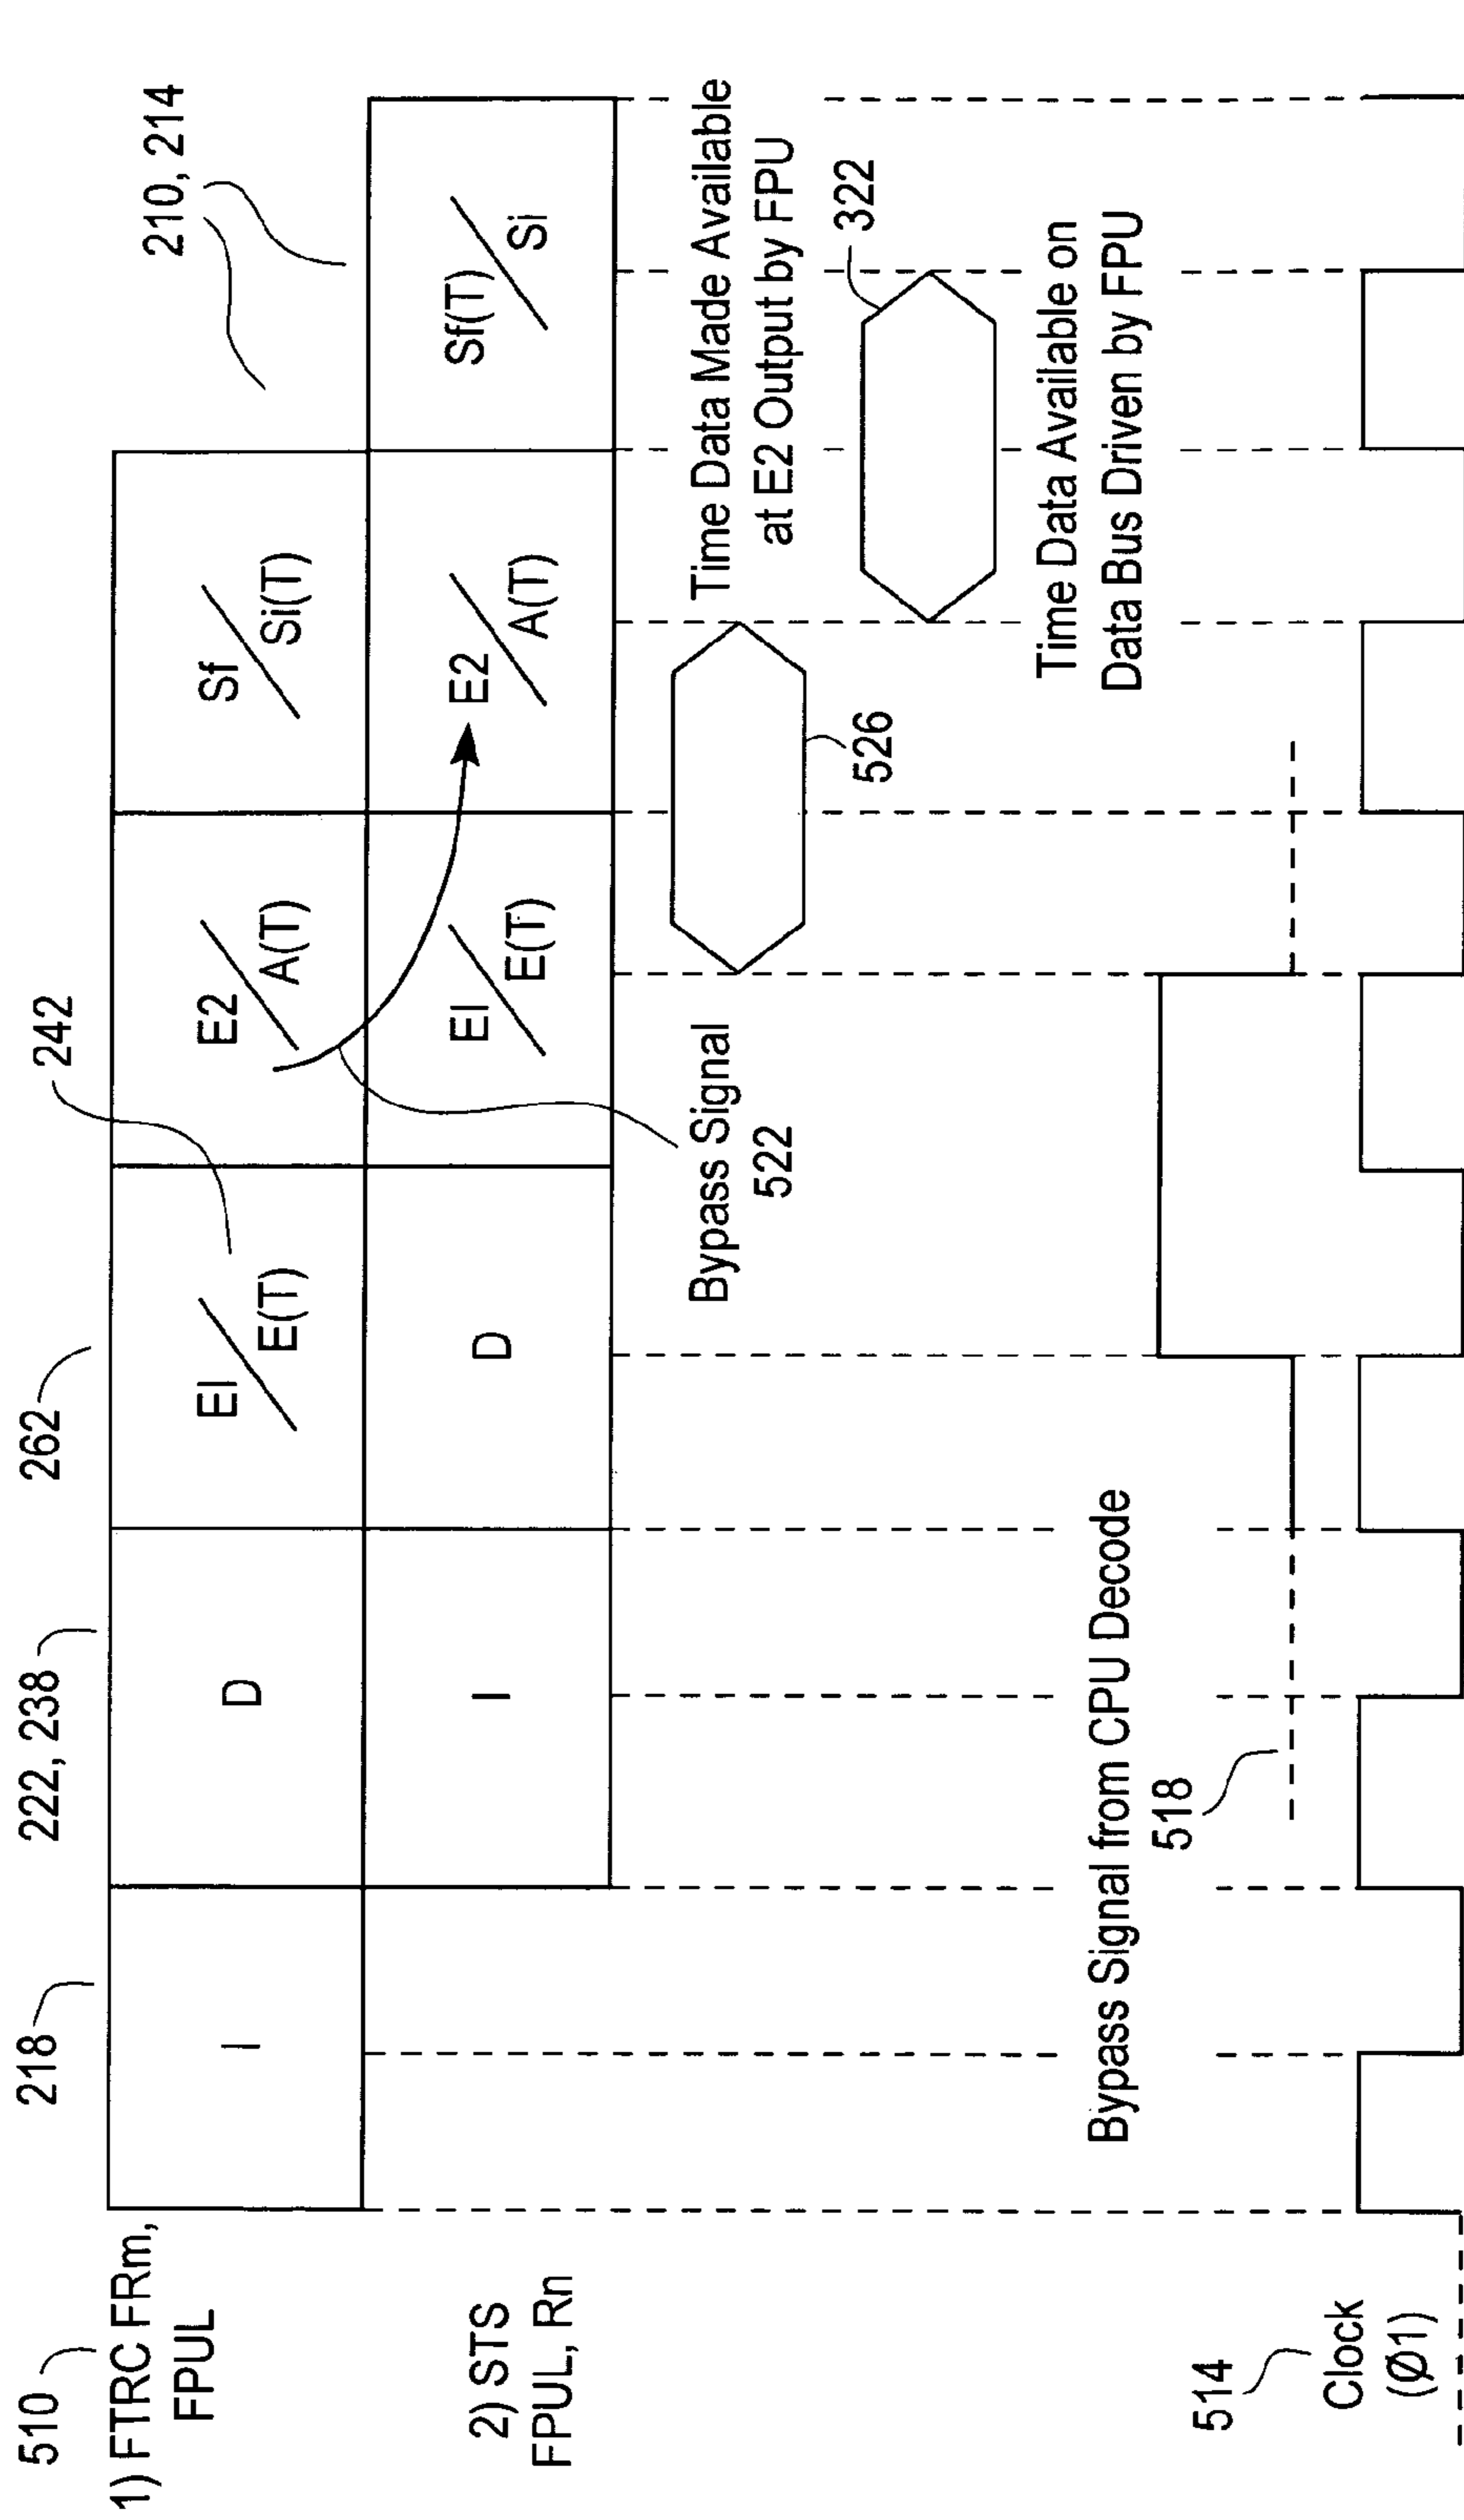 510
218
222, 238
262
242
210, 214
1) FTRC FRm,
FPUL
I
D
EI
E(T)
E2
A(T)
Sf
Si(T)
2) STS
FPUL, Rn
I
D
EI
E(T)
E2
A(T)
Sf(T)
Si
Bypass Signal
522
Time Data Made Available
at E2 Output by FPU
526
322
Time Data Available on
Data Bus Driven by FPU
Bypass Signal from CPU Decode
518
514
Clock
(Ø1)